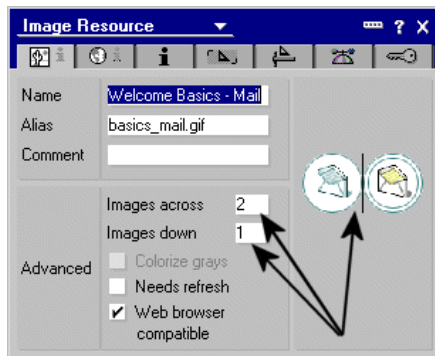 Image Resource
? X
i i i
Name Welcome Basics - Mail
Alias basics_mail.gif
Comment
Images across 2
Images down 1
Advanced
Colorize grays
Needs refresh
Web browser
compatible